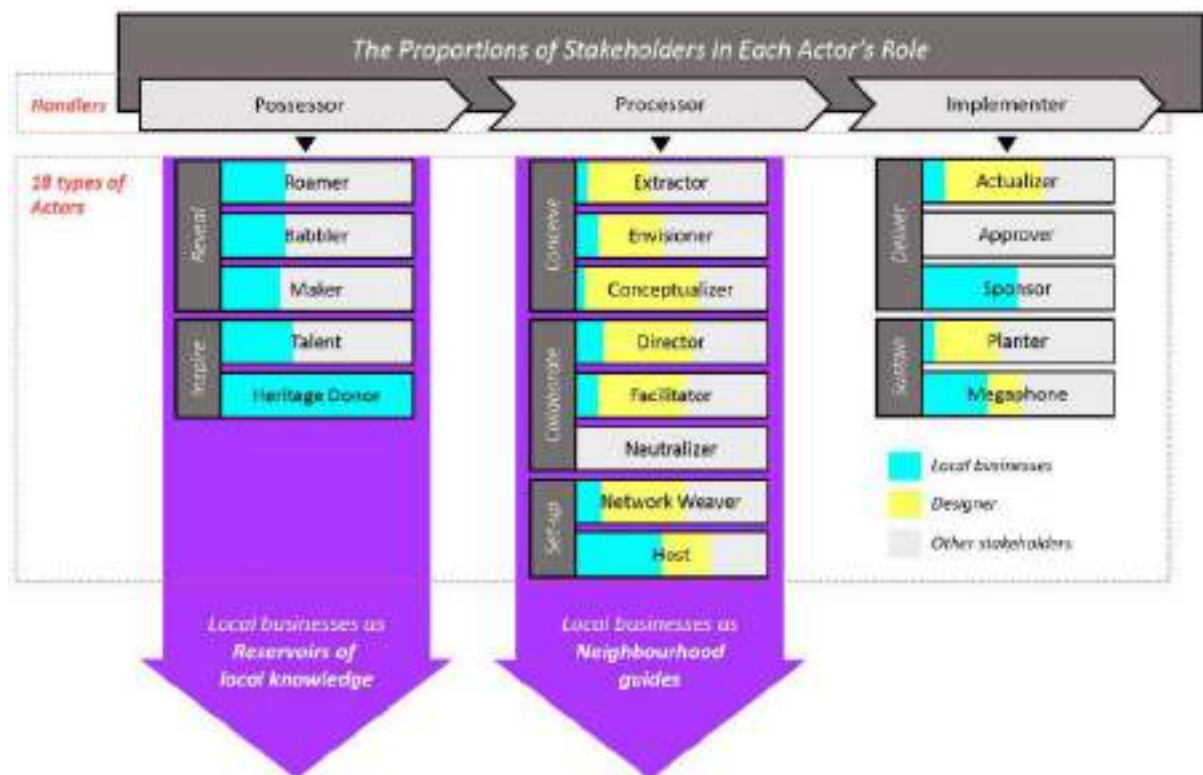 The Proportions of Stakeholders in Each Actor's Role
Handlers
Possessor
Processor
Implementer
18 types of
Actors
Reveal
Roamer
Babbler
Maker
Inspire
Talent
Heritage Donor
Conceive
Extractor
Envisioner
Conceptualizer
Collaborate
Director
Facilitator
Neutralizer
Set-up
Network Weaver
Host
Deliver
Actualizer
Approver
Sponsor
Sustain
Planter
Megaphone
Local businesses
Designer
Other stakeholders
Local businesses as
Reservoirs of
local knowledge
Local businesses as
Neighbourhood
guides